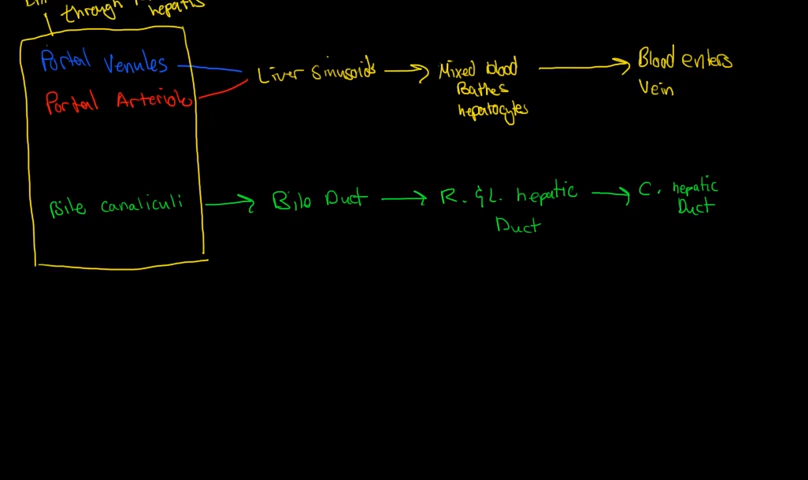 through
hepatis
Portal Venules
Portal Arteriole
Liver Sinusoids
Mixed blood
Bathes
hepatocytes
Blood enters
Vein
Bile canaliculi
Bile Duct
R. & L. hepatic
Duct
C. hepatic
Duct